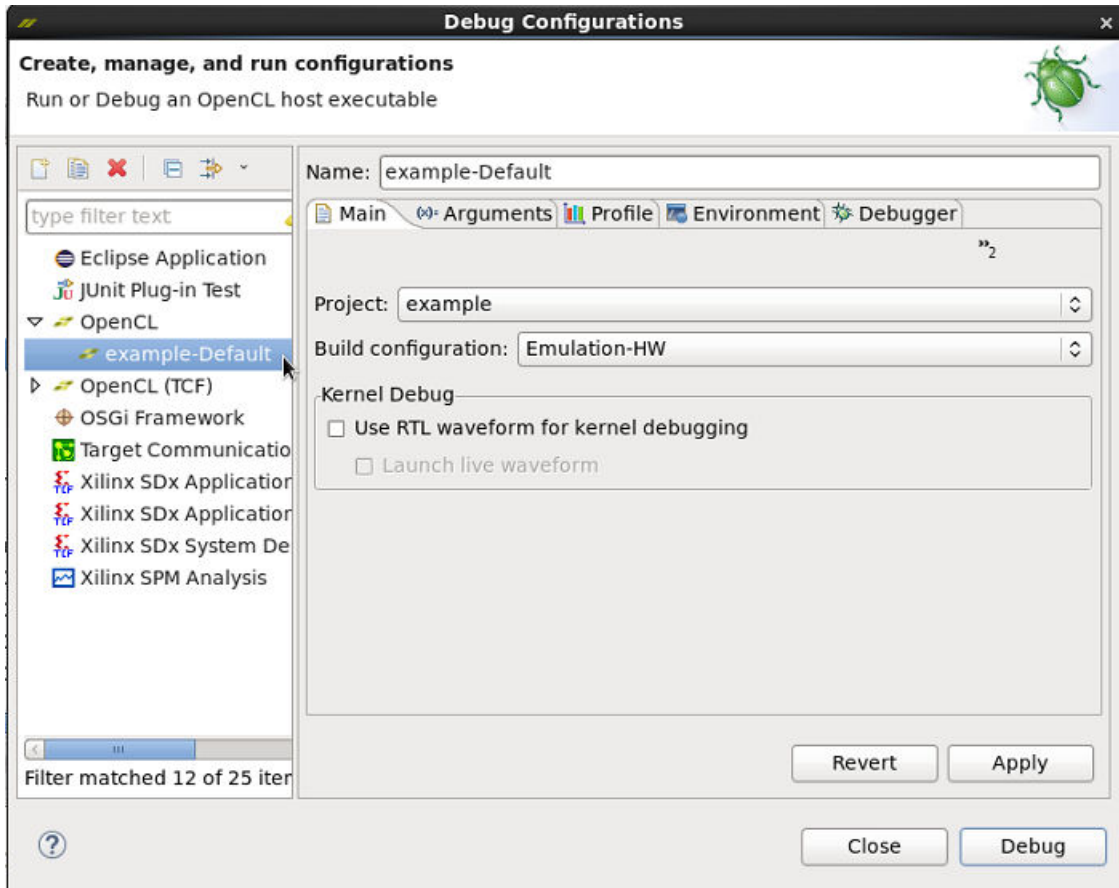 Debug Configurations
Create, manage, and run configurations
Run or Debug an OpenCL host executable
type filter text
Eclipse Application
JUnit Plug-in Test
OpenCL
example-Default
OpenCL (TCF)
OSGi Framework
Target Communicatio
Xilinx SDx Application
Xilinx SDx Application
Xilinx SDx System De
Xilinx SPM Analysis
Filter matched 12 of 25 iter
Name: example-Default
Main (x)= Arguments Profile Environment Debugger
»2
Project: example
Build configuration: Emulation-HW
Kernel Debug
Use RTL waveform for kernel debugging
Launch live waveform
Revert Apply
? Close Debug